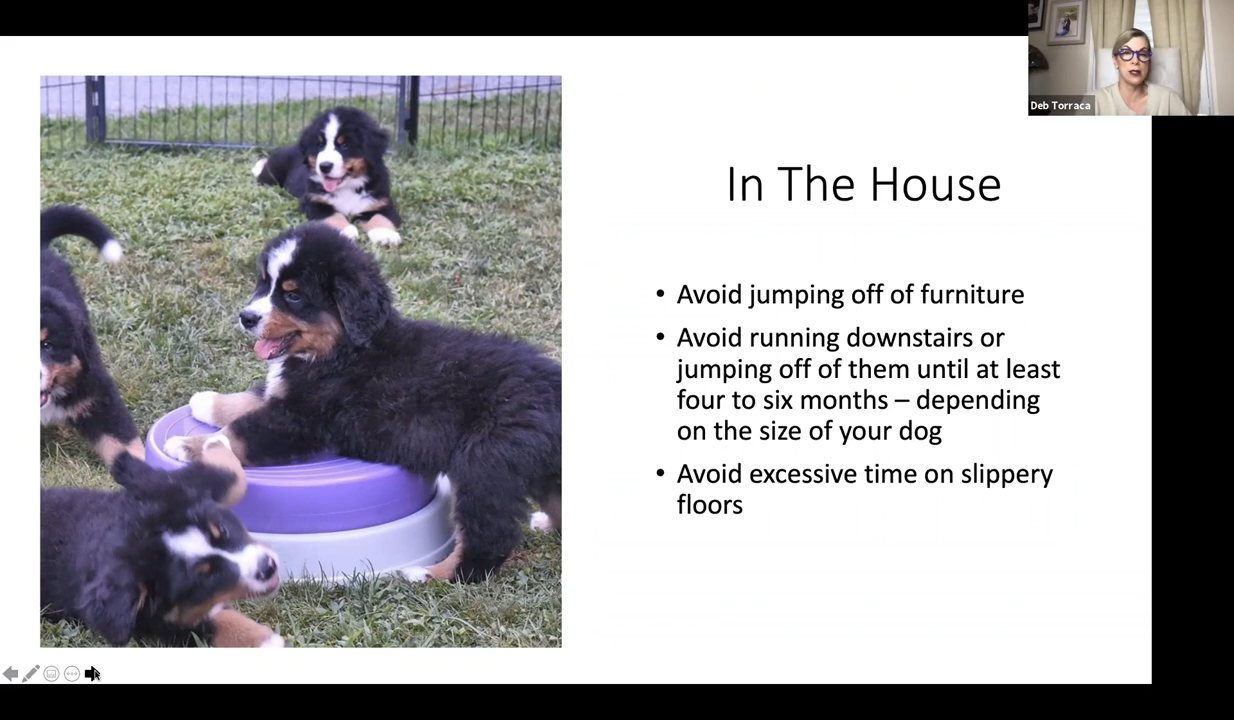 Deb Torraca
In The House
• Avoid jumping off of furniture
• Avoid running downstairs or
jumping off of them until at least
four to six months – depending
on the size of your dog
• Avoid excessive time on slippery
floors